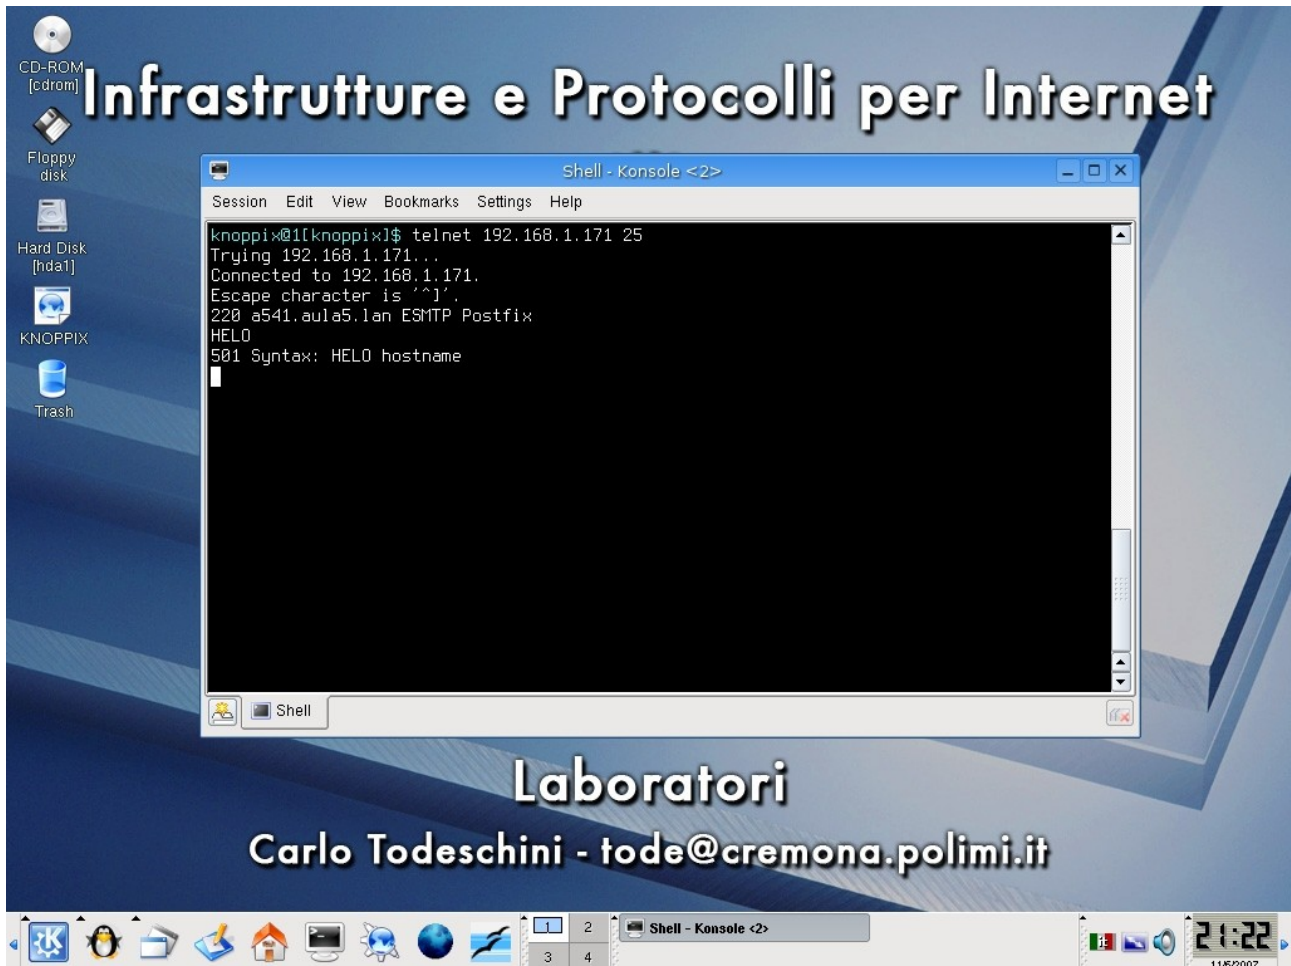 CD-ROM
[cdrom]
Infrastrutture e Protocolli per Internet
Floppy
disk
Hard Disk
[hda1]
KNOPPIX
Trash
Shell - Konsole <2>
Session Edit View Bookmarks Settings Help
knoppix@1[knoppix]$ telnet 192.168.1.171 25
Trying 192.168.1.171...
Connected to 192.168.1.171.
Escape character is '^]'.
220 a541.aula5.lan ESMTP Postfix
HELO
501 Syntax: HELO hostname
Shell
Laboratori
Carlo Todeschini - tode@cremona.polimi.it
1 2
3 4
Shell - Konsole <2>
it
21:22